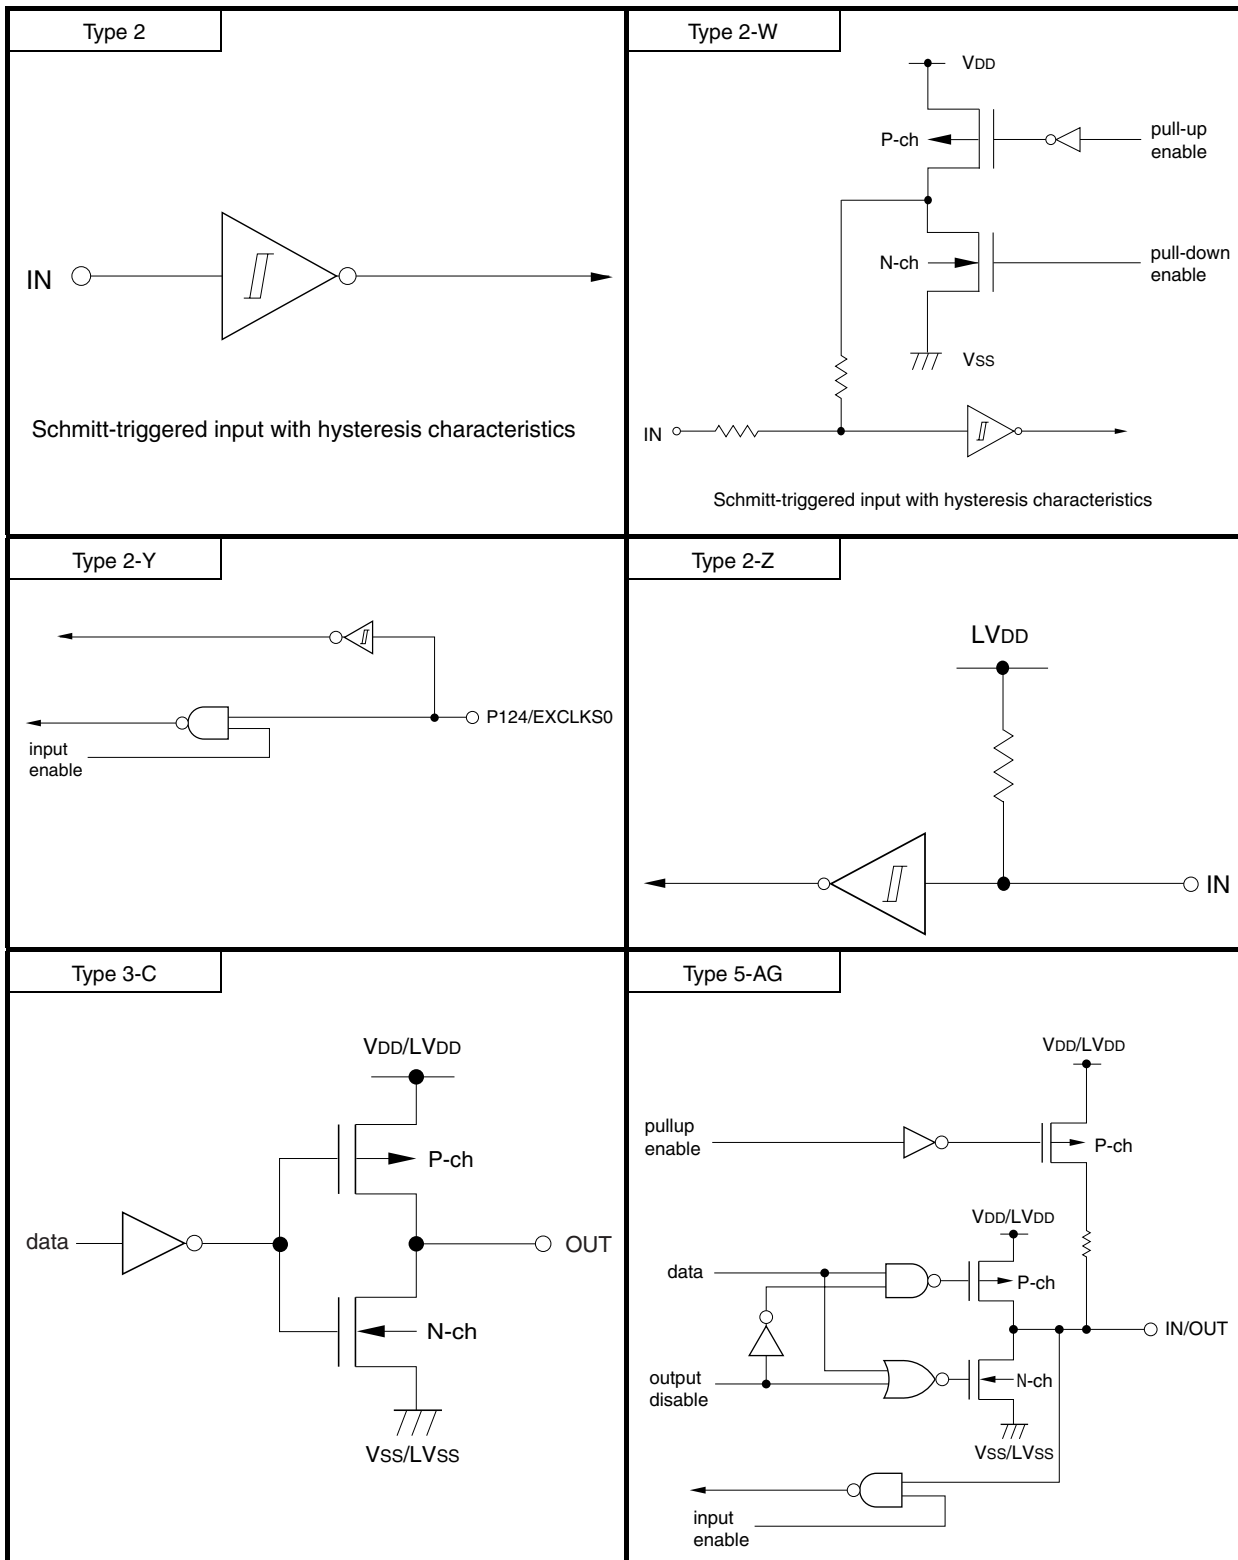 Type 2
IN
Schmitt-triggered input with hysteresis characteristics
Type 2-W
VDD
P-ch
pull-up
enable
N-ch
pull-down
enable
VSS
IN
Schmitt-triggered input with hysteresis characteristics
Type 2-Y
P124/EXCLKS0
input
enable
Type 2-Z
LVDD
IN
Type 3-C
VDD/LVDD
P-ch
data
OUT
N-ch
VSS/LVSS
Type 5-AG
VDD/LVDD
pullup
enable
P-ch
VDD/LVDD
data
P-ch
IN/OUT
output
disable
N-ch
VSS/LVSS
input
enable